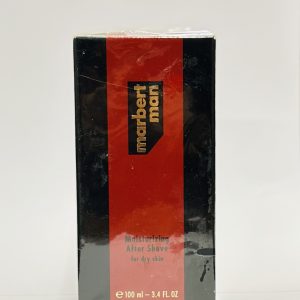 marbert
man
Moisturizing
After Shave
for dry skin
℮ 100 ml – 3.4 FL. OZ